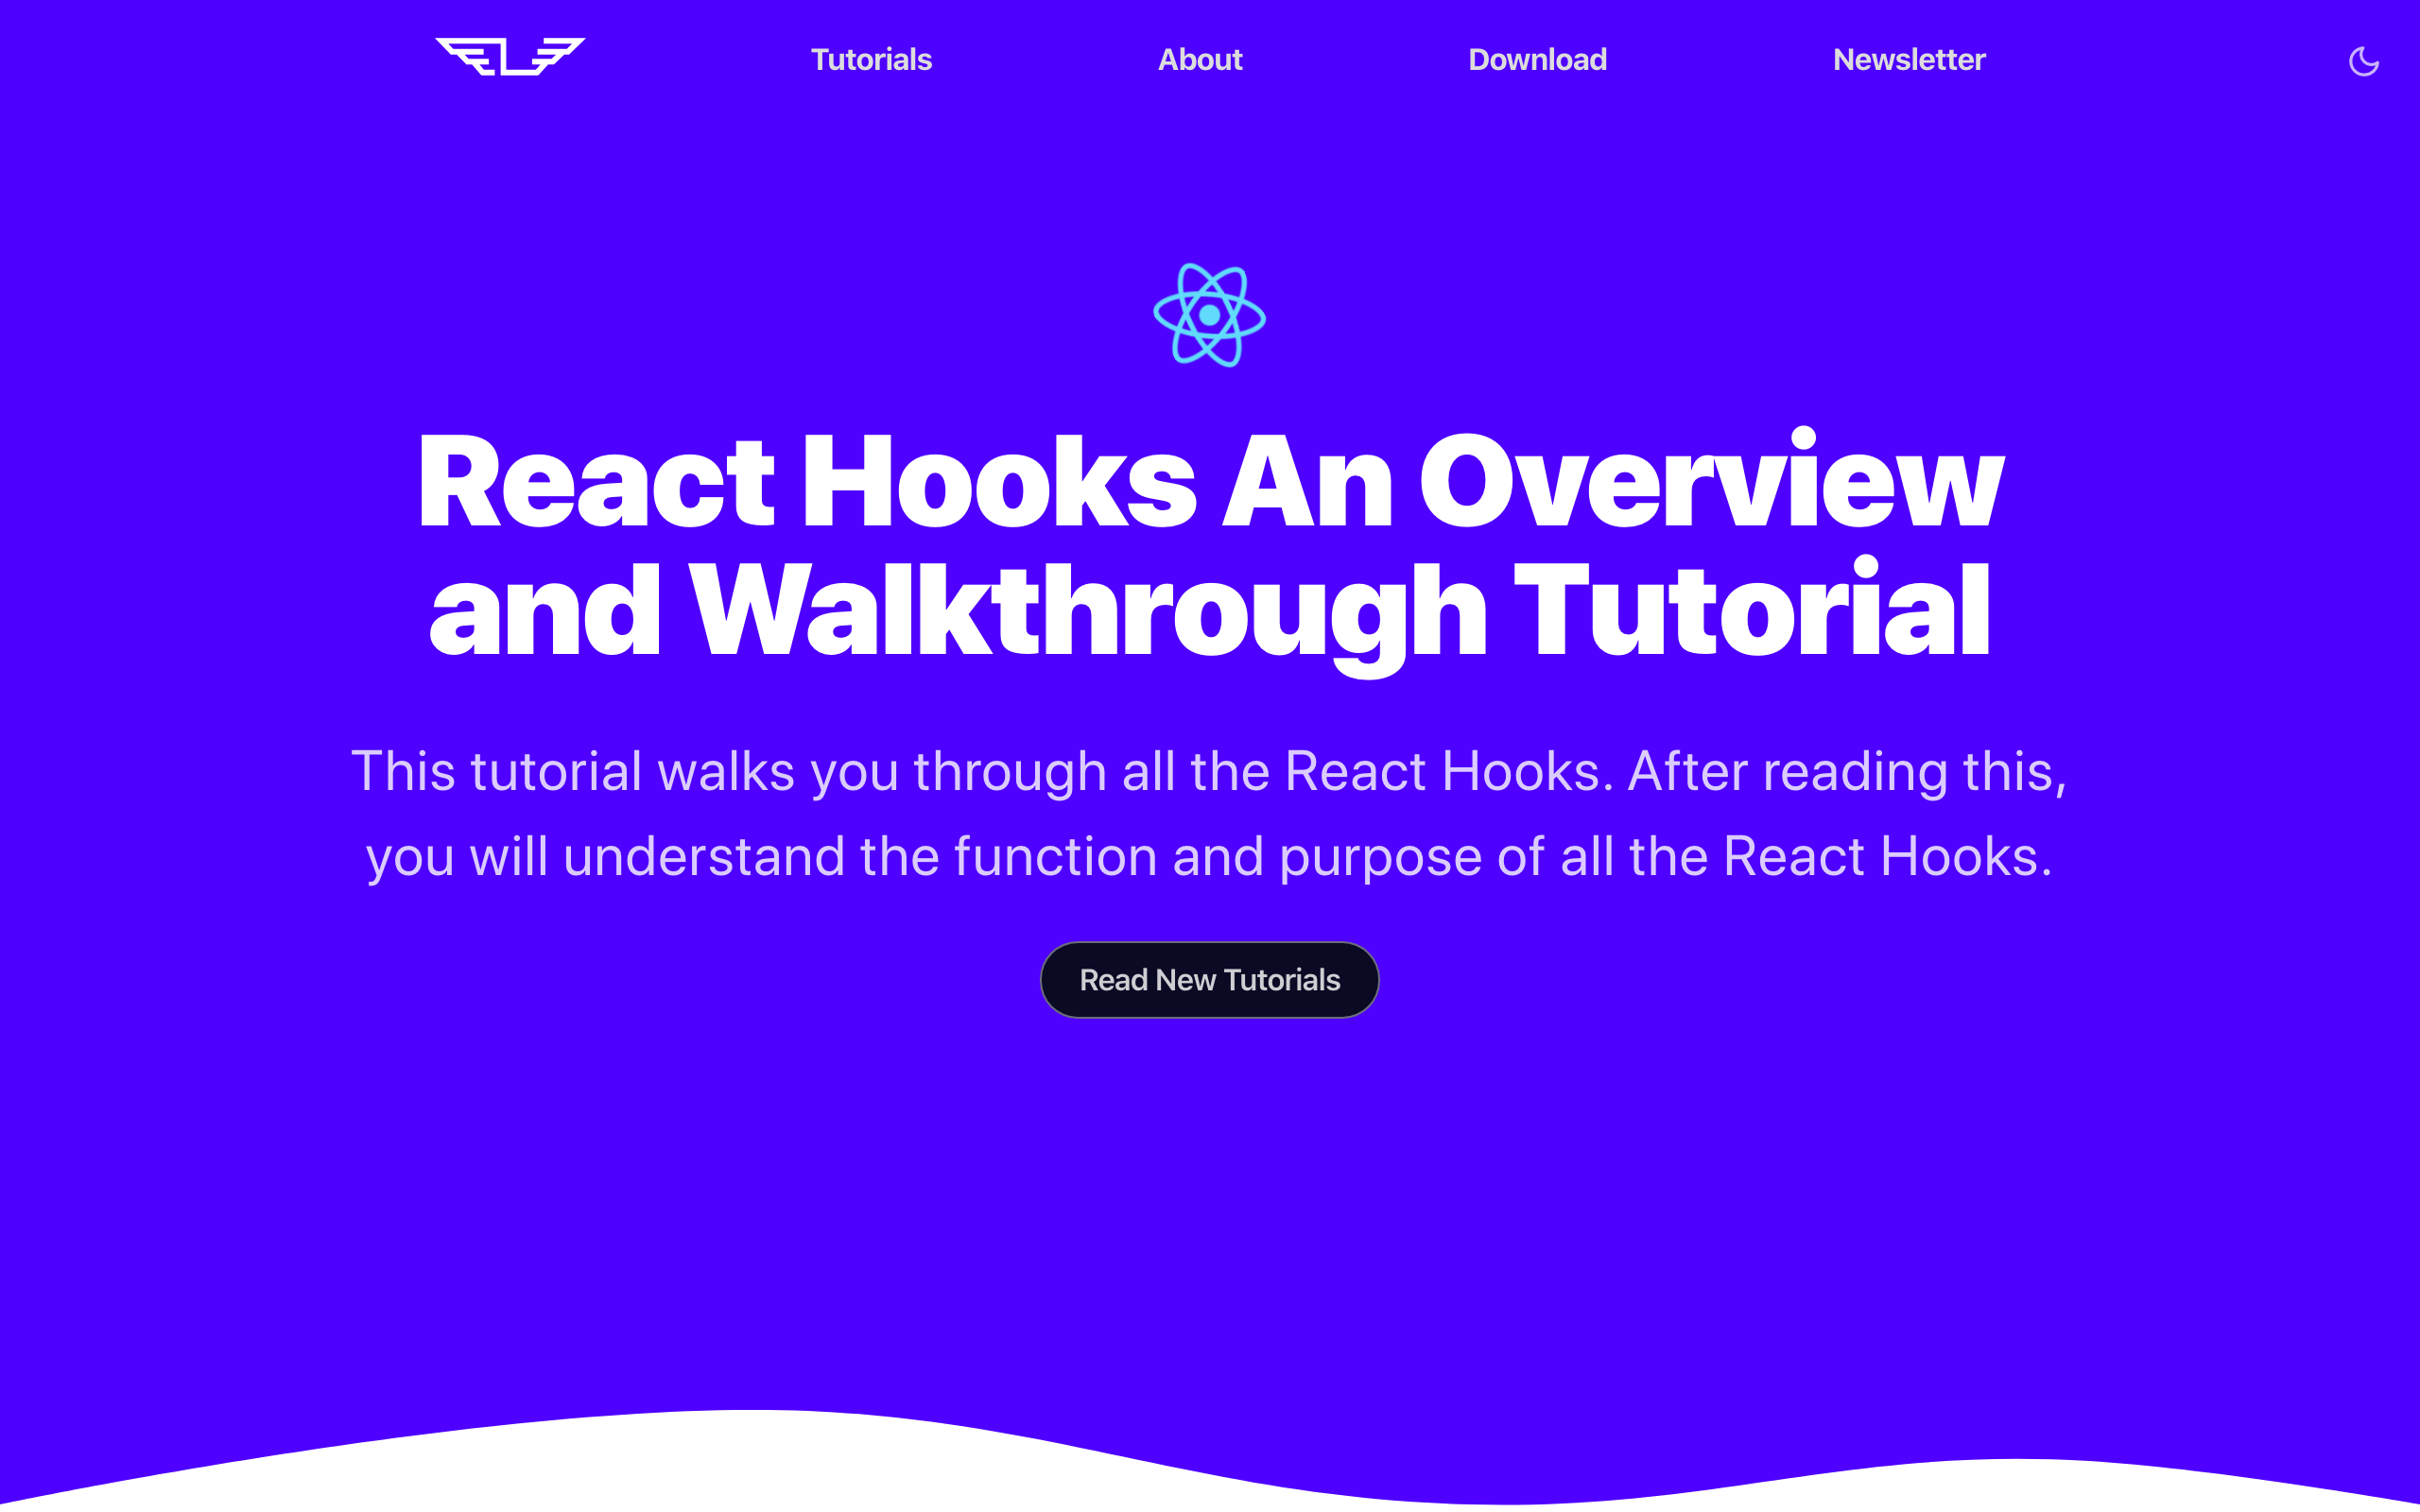 Tutorials
About
Download
Newsletter
React Hooks An Overview
and Walkthrough Tutorial
This tutorial walks you through all the React Hooks. After reading this,
you will understand the function and purpose of all the React Hooks.
Read New Tutorials